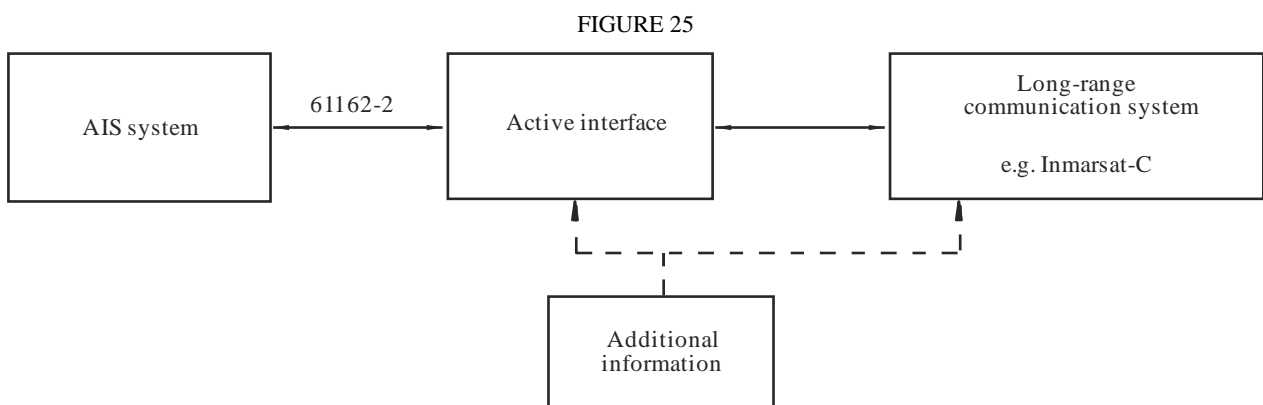 FIGURE 25
AIS system
61162-2
Active interface
Long-range
communication system
e.g. Inmarsat-C
Additional
information